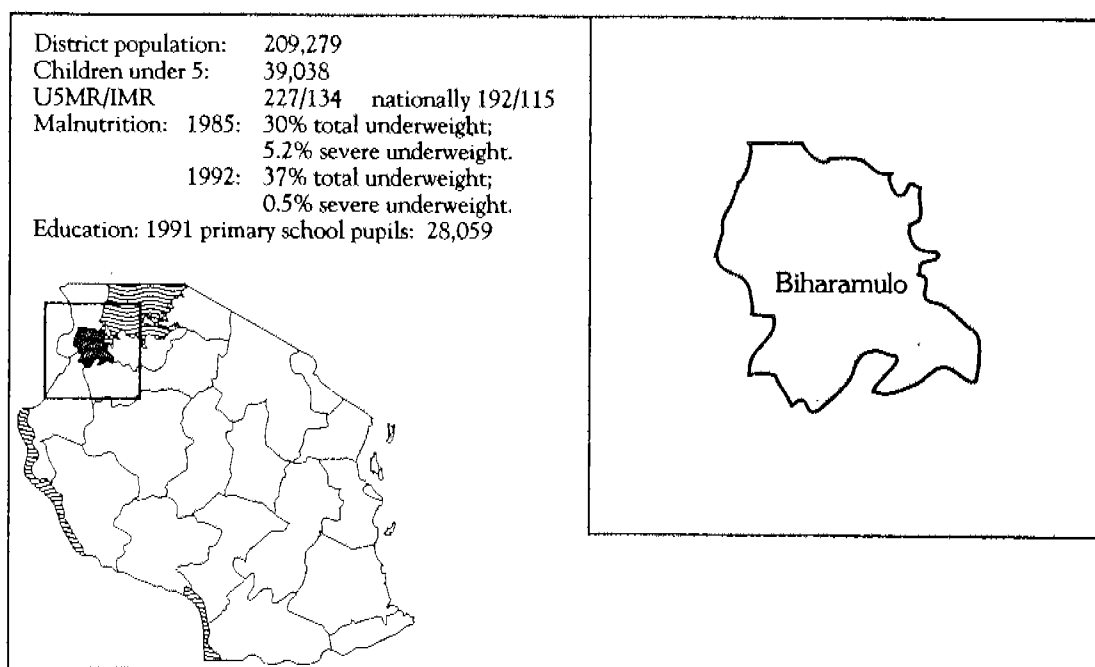 District population: 209,279
Children under 5: 39,038
U5MR/IMR 227/134 nationally 192/115
Malnutrition: 1985: 30% total underweight;
5.2% severe underweight.
1992: 37% total underweight;
0.5% severe underweight.
Education: 1991 primary school pupils: 28,059
Biharamulo